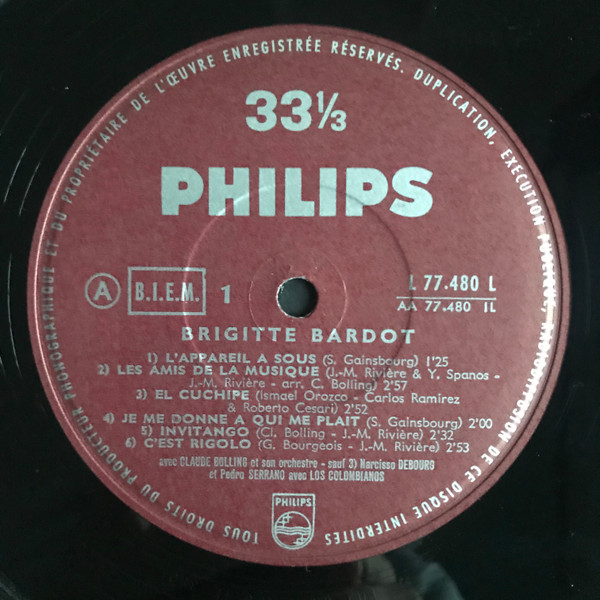 TOUS DROITS DU PRODUCTEUR PHONOGRAPHIQUE ET DU PROPRIÉTAIRE DE L'ŒUVRE ENREGISTRÉE RÉSERVÉS. DUPLICATION, EXECUTION PUBLIQUE, RADIODIFFUSION DE CE DISQUE INTERDITES
33⅓
PHILIPS
A B.I.E.M. 1
L 77.480 L
AA 77.480 1L
BRIGITTE BARDOT
1) L'APPAREIL A SOUS (S. Gainsbourg) 1'25
2) LES AMIS DE LA MUSIQUE (J.-M. RIVIÈRE & Y. Spanos -
J.-M. Rivière - arr. C. Bolling) 2'57
3) EL CUCHIPE (Ismael Orozco - Carlos Ramirez
& Roberto Cesari) 2'52
4) JE ME DONNE A QUI ME PLAIT (S. Gainsbourg) 2'00
5) INVITANGO (Cl. Bolling - J.-M. Rivière) 2'32
6) C'EST RIGOLO (G. Bourgeois - J.-M. Rivière) 2'53
avec CLAUDE BOLLING et son orchestre - sauf 3) Narcisso DEBOURG
et Pedro SERRANO avec LOS COLOMBIANOS
PHILIPS